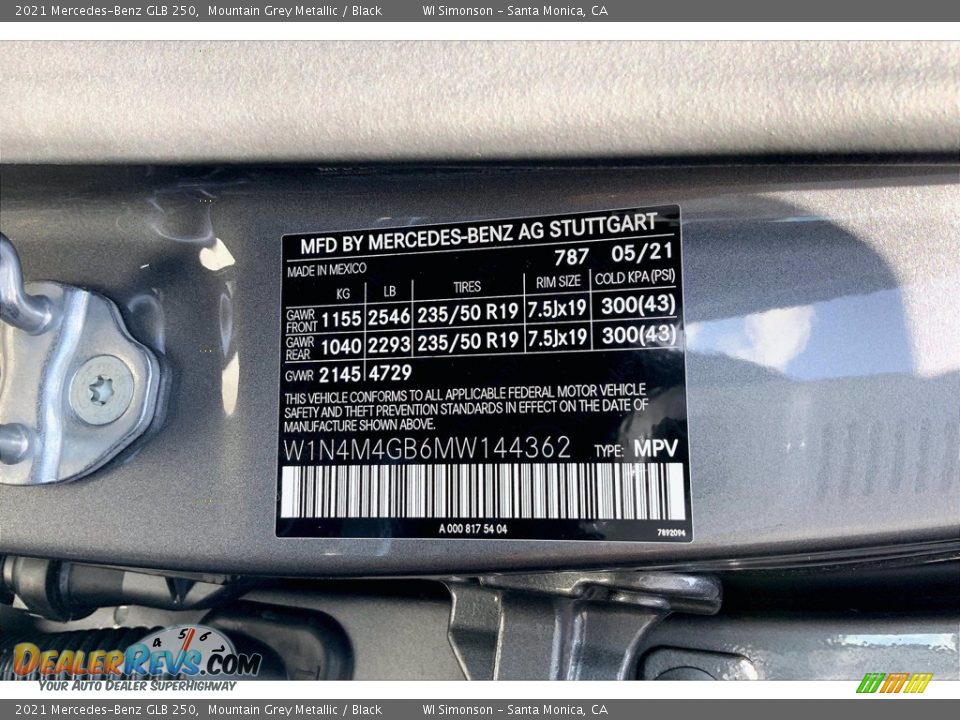 2021 Mercedes-Benz GLB 250, Mountain Grey Metallic / Black WI Simonson - Santa Monica, CA
MFD BY MERCEDES-BENZ AG STUTTGART
787 05/21
MADE IN MEXICO
KG LB TIRES RIM SIZE COLD KPA (PSI)
GAWR FRONT 1155 2546 235/50 R19 7.5Jx19 300(43)
GAWR REAR 1040 2293 235/50 R19 7.5Jx19 300(43)
GVWR 2145 4729
THIS VEHICLE CONFORMS TO ALL APPLICABLE FEDERAL MOTOR VEHICLE
SAFETY AND THEFT PREVENTION STANDARDS IN EFFECT ON THE DATE OF
MANUFACTURE SHOWN ABOVE.
W1N4M4GB6MW144362 TYPE: MPV
A 000 817 54 04
7892094
4 5 6
DEALERREVS.COM
YOUR AUTO DEALER SUPERHIGHWAY
2021 Mercedes-Benz GLB 250, Mountain Grey Metallic / Black WI Simonson - Santa Monica, CA